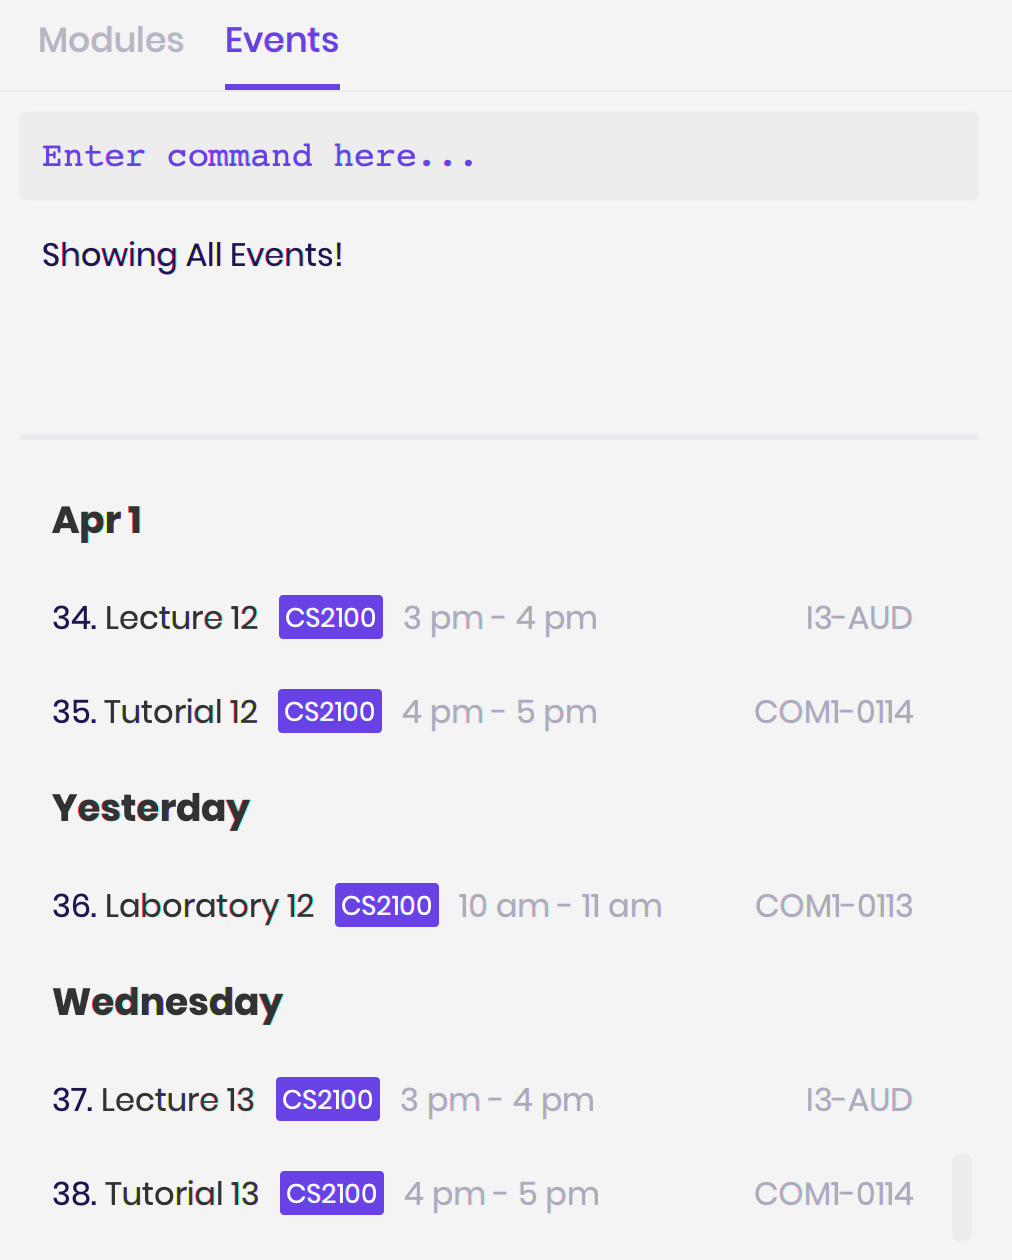 Modules Events
Enter command here...
Showing All Events!
Apr 1
34. Lecture 12 CS2100 3 pm - 4 pm I3-AUD
35. Tutorial 12 CS2100 4 pm - 5 pm COM1-0114
Yesterday
36. Laboratory 12 CS2100 10 am - 11 am COM1-0113
Wednesday
37. Lecture 13 CS2100 3 pm - 4 pm I3-AUD
38. Tutorial 13 CS2100 4 pm - 5 pm COM1-0114